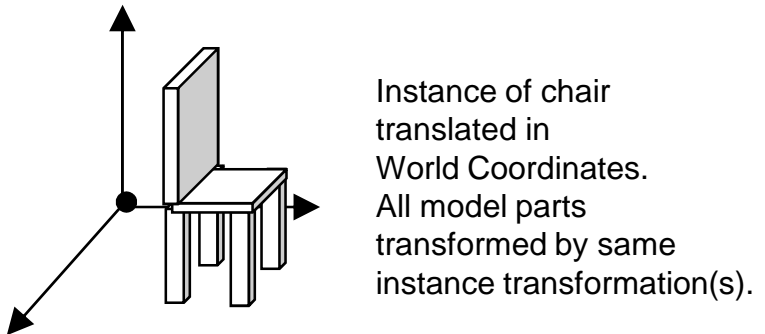 Instance of chair
translated in
World Coordinates.
All model parts
transformed by same
instance transformation(s).